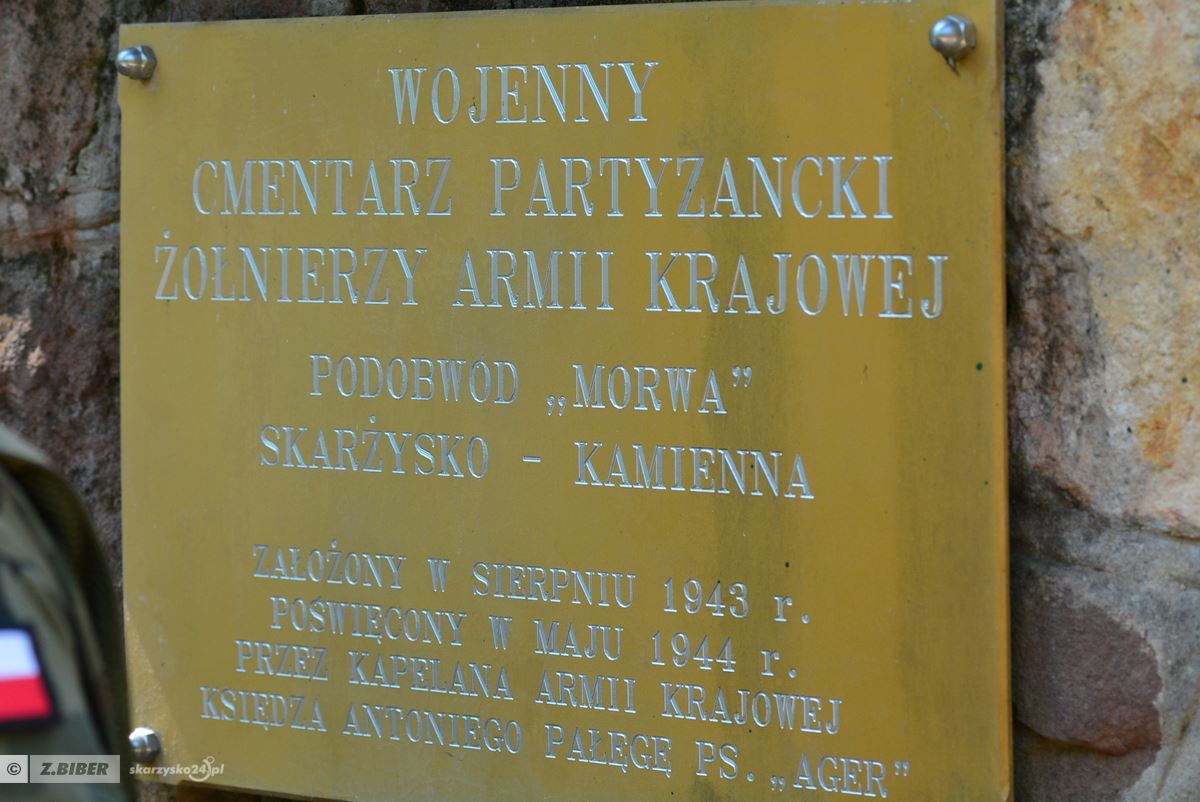 WOJENNY
CMENTARZ PARTYZANCKI
ŻOŁNIERZY ARMII KRAJOWEJ
PODOBWÓD „MORWA”
SKARŻYSKO - KAMIENNA
ZAŁOŻONY W SIERPNIU 1943 r.
POŚWIĘCONY W MAJU 1944 r.
PRZEZ KAPELANA ARMII KRAJOWEJ
KSIĘDZA ANTONIEGO PAŁĘGĘ PS. „AGER”
© Z.BIBER skarzysko24.pl